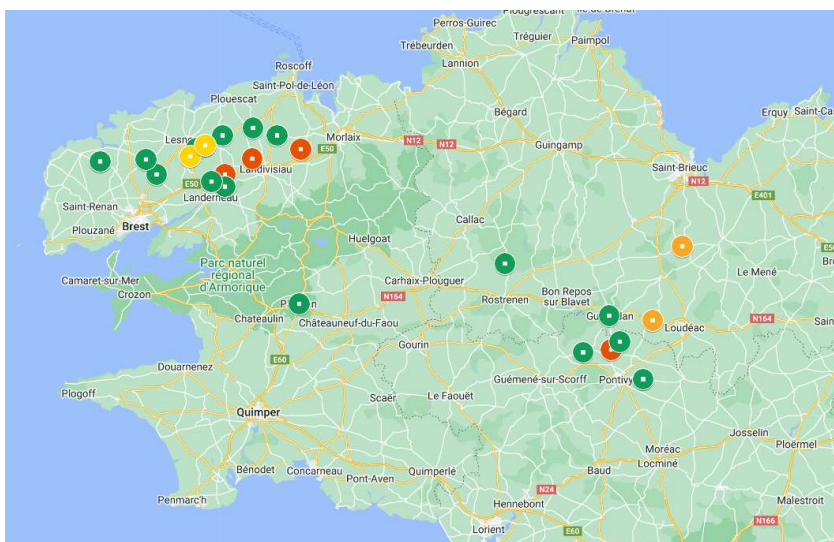 Perros-Guirec
Trébeurden
Tréguier
Paimpol
Lannion
Roscoff
Saint-Pol-de-Léon
Plouescat
Bégard
Erquy
Morlaix
N12
N12
Guingamp
E50
Landivisiau
Saint-Brieuc
N12
E50
Landerneau
Saint-Renan
Brest
Plouzané
E401
Callac
Huelgoat
Parc naturel
régional
d'Armorique
Camaret-sur-Mer
Crozon
Carhaix-Plouguer
Le Mené
Bon Repos
sur Blavet
Rostrenen
N164
N164
Loudéac
Chateaulin
Châteauneuf-du-Faou
Gourin
E60
Douarnenez
Guémené-sur-Scorff
Pontivy
Plogoff
Scaër
Le Faouët
Quimper
Josselin
Ploërmel
Moréac
Locminé
Baud
Bénodet
Concarneau
Quimperlé
Pont-Aven
N24
Malestroit
Penmarc'h
Hennebont
N166
Lorient
E60